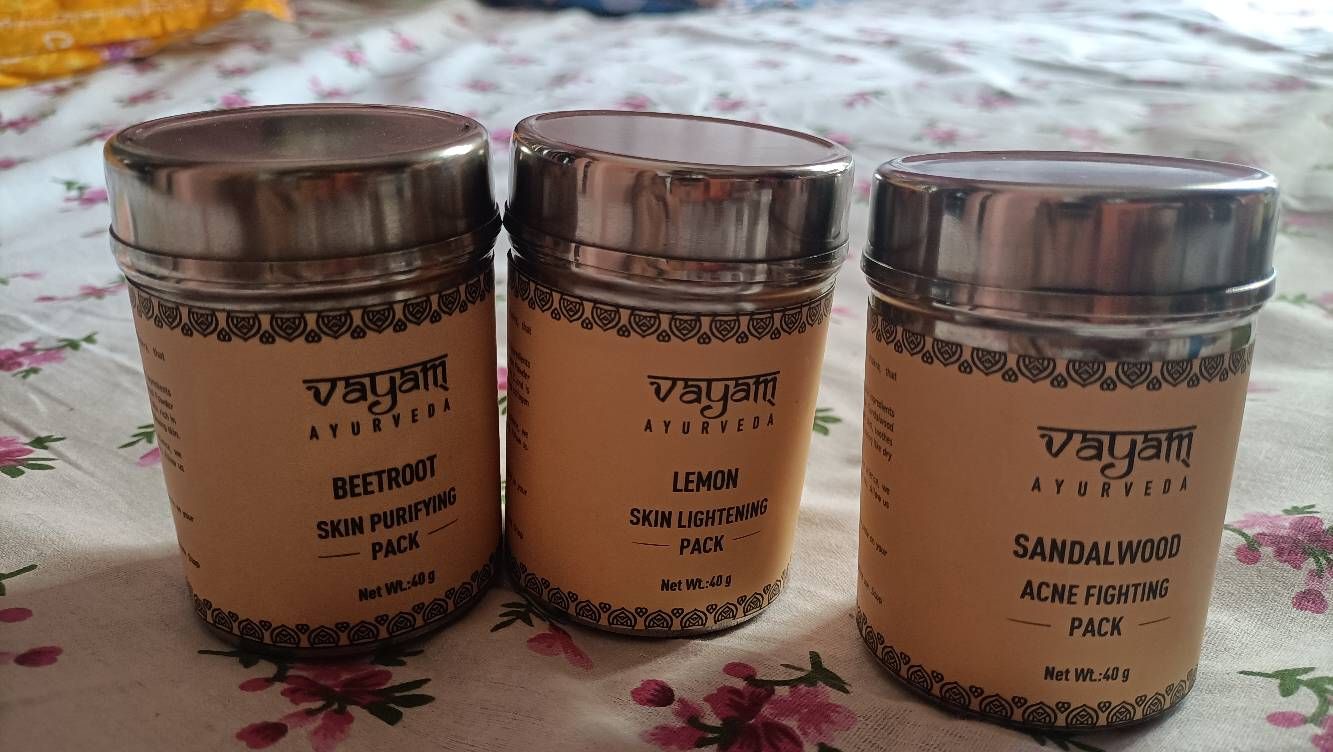 vayam
AYURVEDA
BEETROOT
SKIN PURIFYING
PACK
Net Wt.:40 g
vayam
AYURVEDA
LEMON
SKIN LIGHTENING
PACK
Net Wt.:40 g
vayam
AYURVEDA
SANDALWOOD
ACNE FIGHTING
PACK
Net Wt.:40 g